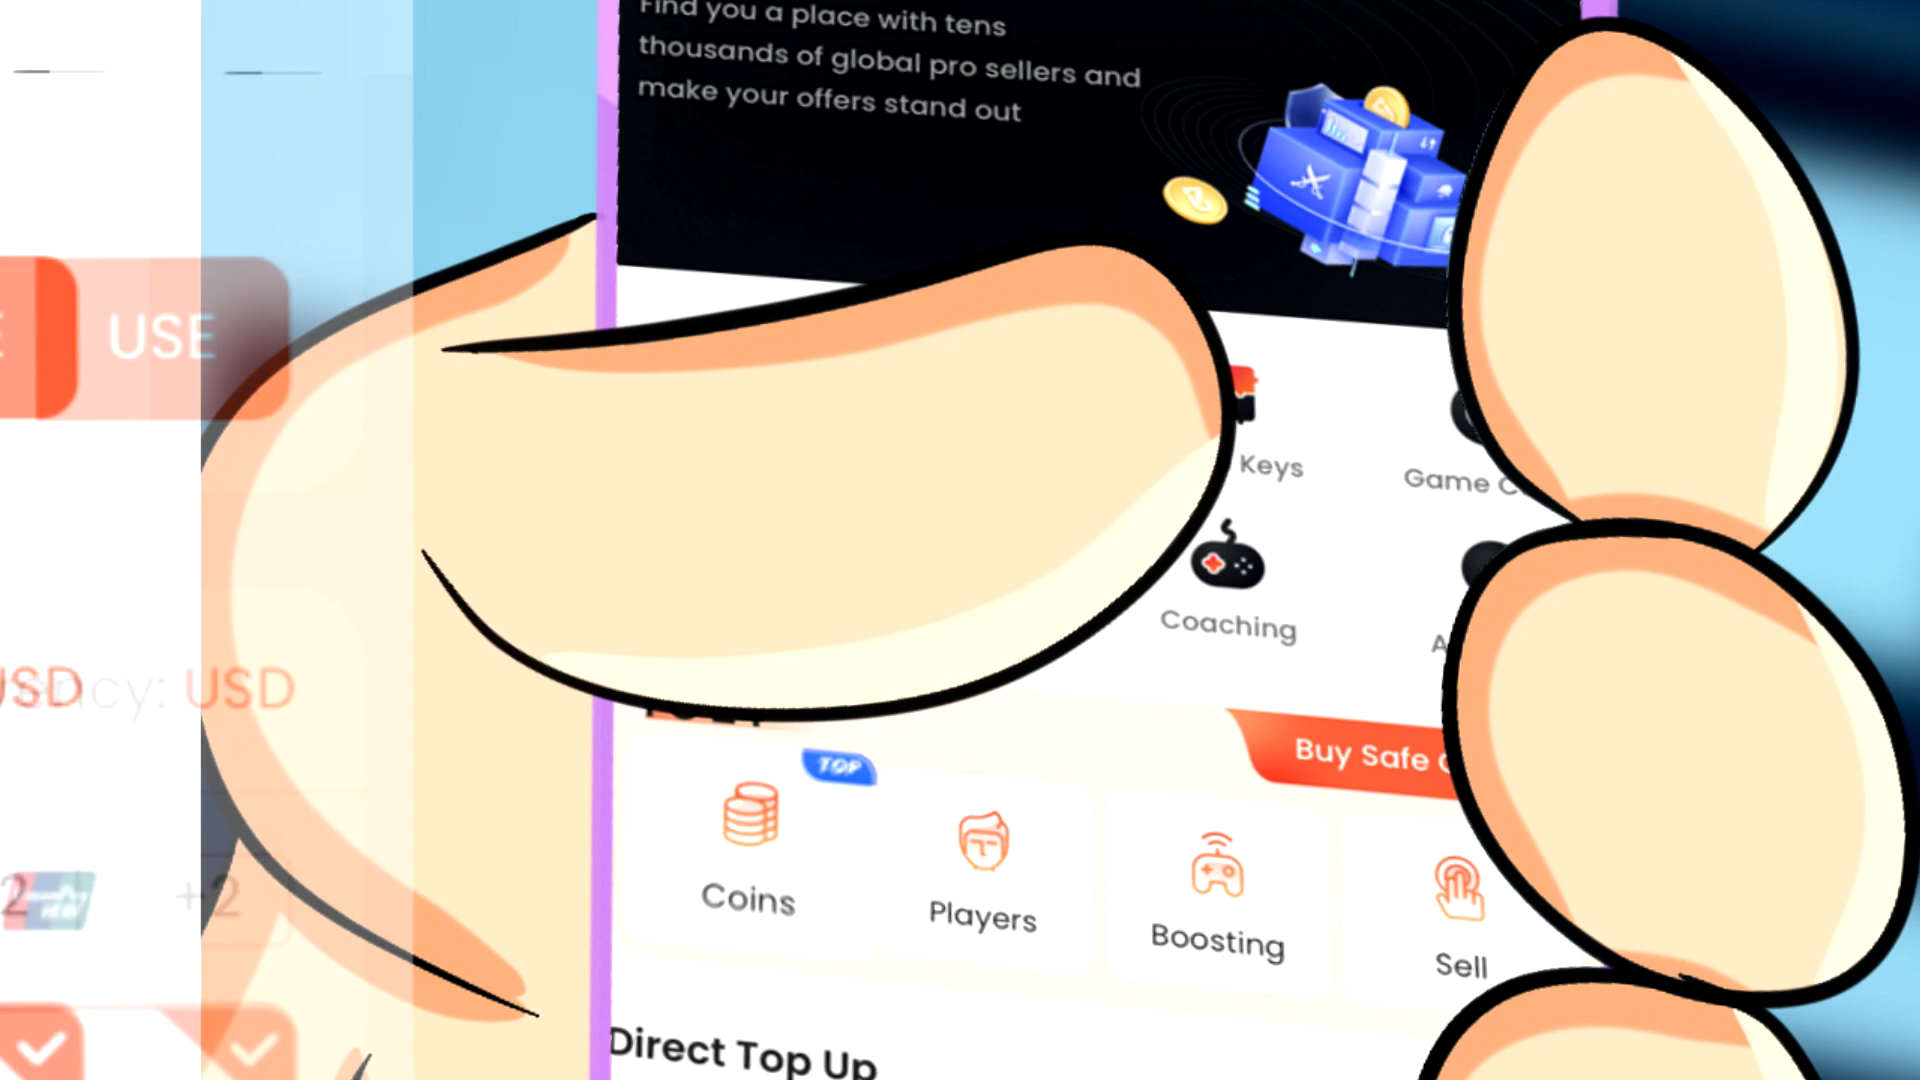 Find you a place with tens
thousands of global pro sellers and
make your offers stand out
USE
Keys
Game
Coaching
USD
USD
+2
Buy Safe
TOP
Coins
Players
Boosting
Sell
Direct Top Up